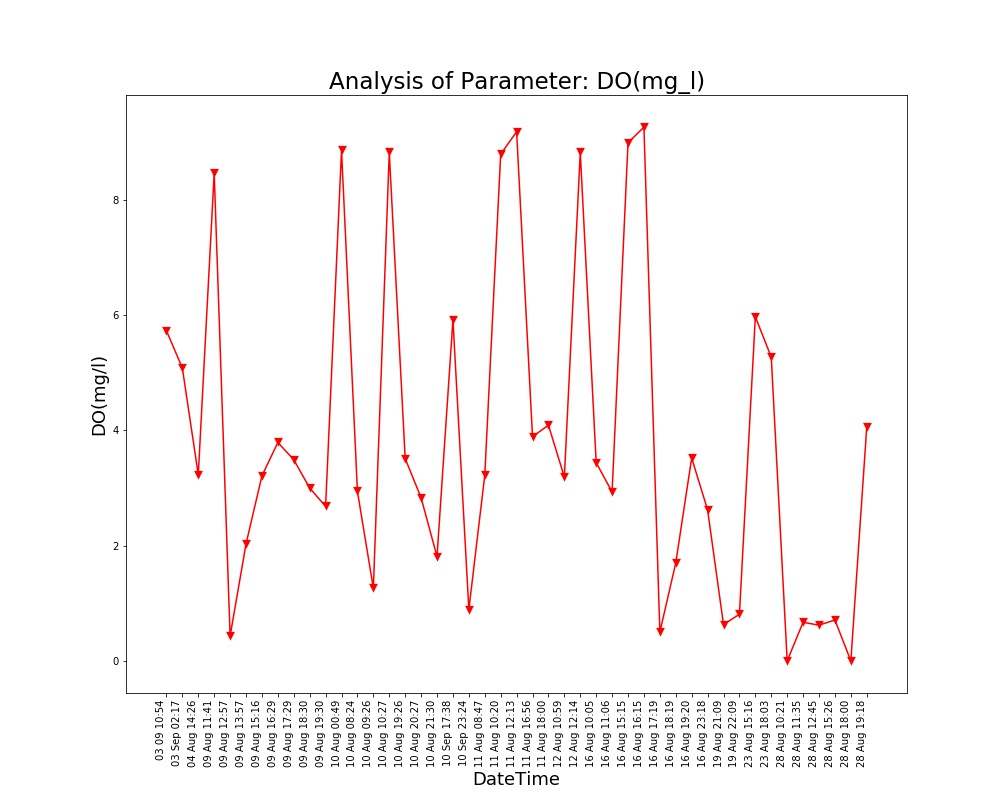 Analysis of Parameter: DO(mg_l)
DO(mg/l)
8
6
4
2
0
03 09 10:54
03 Sep 02:17
04 Aug 14:26
09 Aug 11:41
09 Aug 12:57
09 Aug 13:57
09 Aug 15:16
09 Aug 16:29
09 Aug 17:29
09 Aug 18:30
09 Aug 19:30
10 Aug 00:49
10 Aug 08:24
10 Aug 09:26
10 Aug 10:27
10 Aug 19:26
10 Aug 20:27
10 Aug 21:30
10 Sep 17:38
10 Sep 23:24
11 Aug 08:47
11 Aug 10:20
11 Aug 12:13
11 Aug 16:56
11 Aug 18:00
12 Aug 10:59
12 Aug 12:14
16 Aug 10:05
16 Aug 11:06
16 Aug 15:15
16 Aug 16:15
16 Aug 17:19
16 Aug 18:19
16 Aug 19:20
16 Aug 23:18
19 Aug 21:09
19 Aug 22:09
23 Aug 15:16
23 Aug 18:03
28 Aug 10:21
28 Aug 11:35
28 Aug 12:45
28 Aug 15:26
28 Aug 18:00
28 Aug 19:18
DateTime